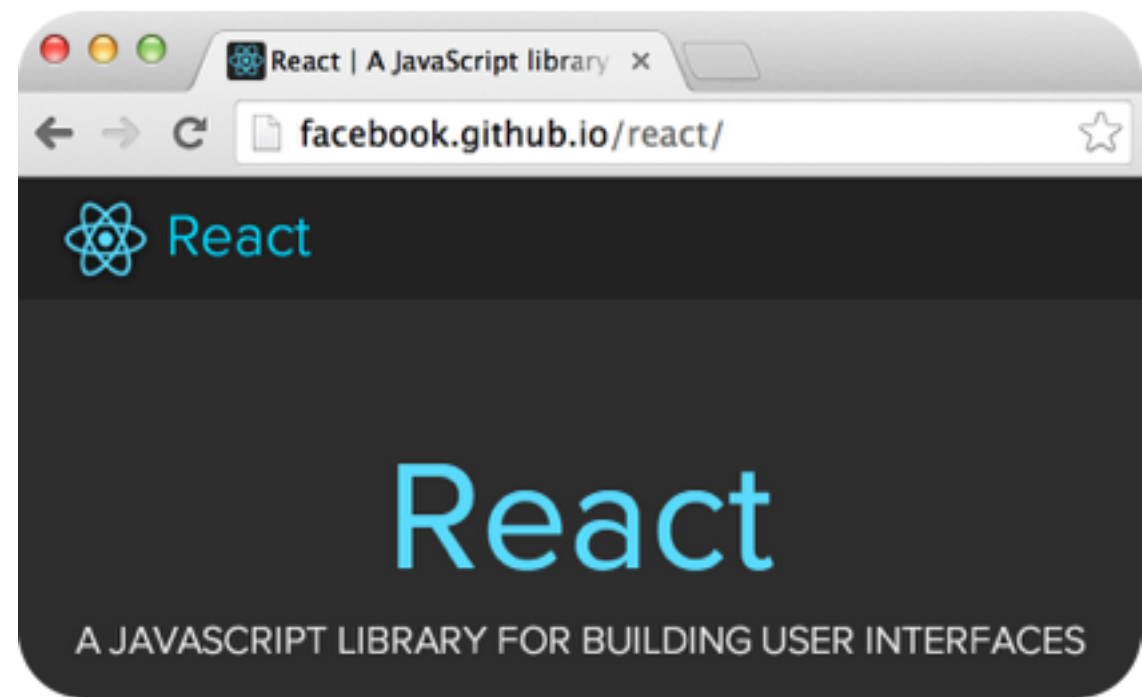 React | A JavaScript library
facebook.github.io/react/
React
React
A JAVASCRIPT LIBRARY FOR BUILDING USER INTERFACES